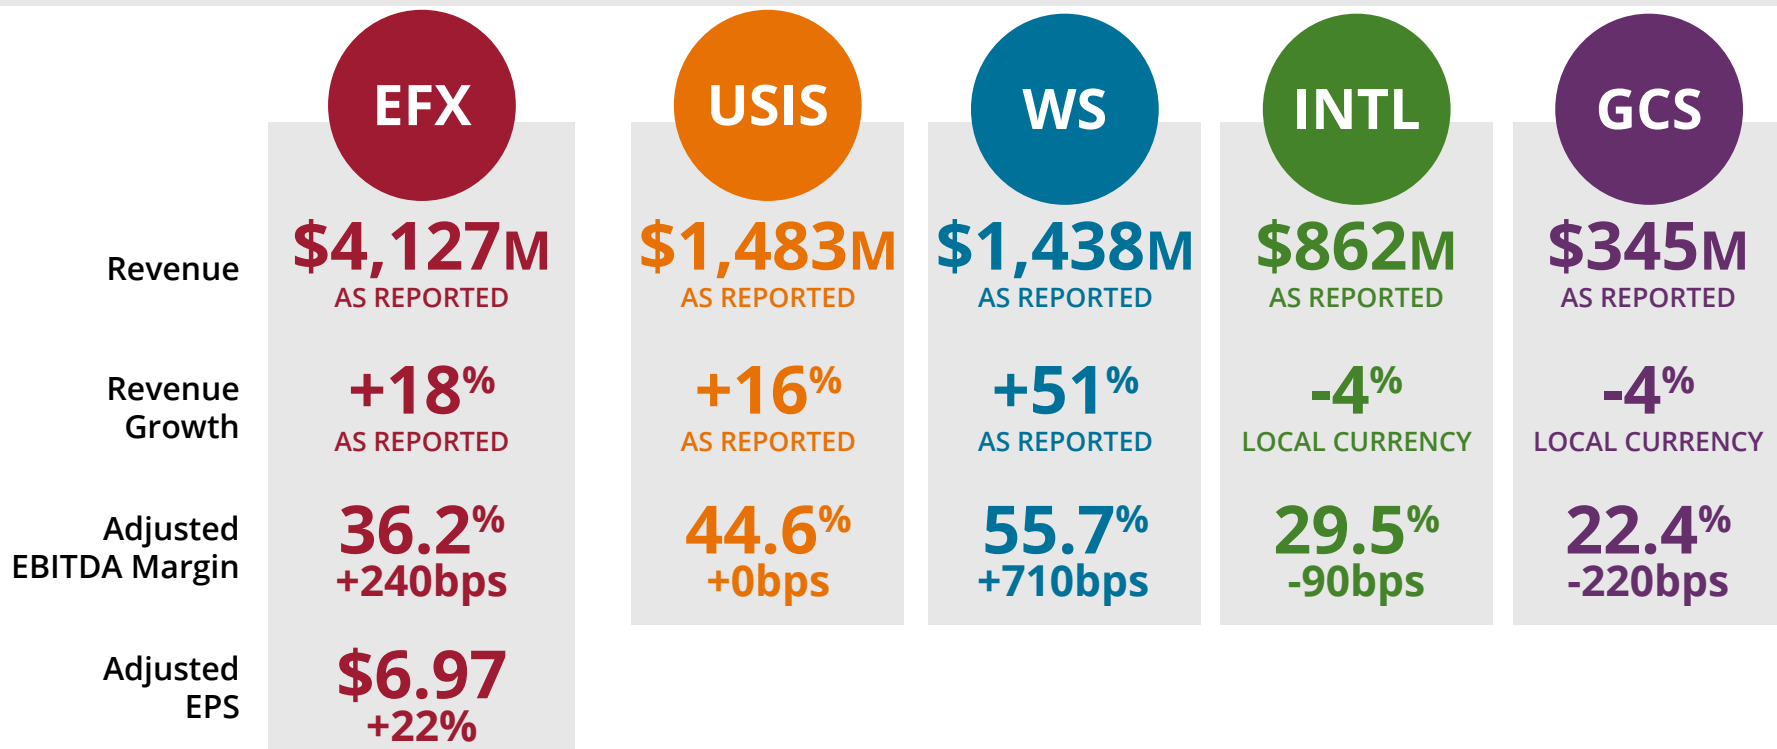 EFX
USIS
WS
INTL
GCS
Revenue
$4,127M
$1,483M
$1,438M
$862M
$345M
AS REPORTED
AS REPORTED
AS REPORTED
AS REPORTED
AS REPORTED
Revenue
Growth
+18%
+16%
+51%
-4%
-4%
AS REPORTED
AS REPORTED
AS REPORTED
LOCAL CURRENCY
LOCAL CURRENCY
Adjusted
EBITDA Margin
36.2%
44.6%
55.7%
29.5%
22.4%
+240bps
+0bps
+710bps
-90bps
-220bps
Adjusted
EPS
$6.97
+22%